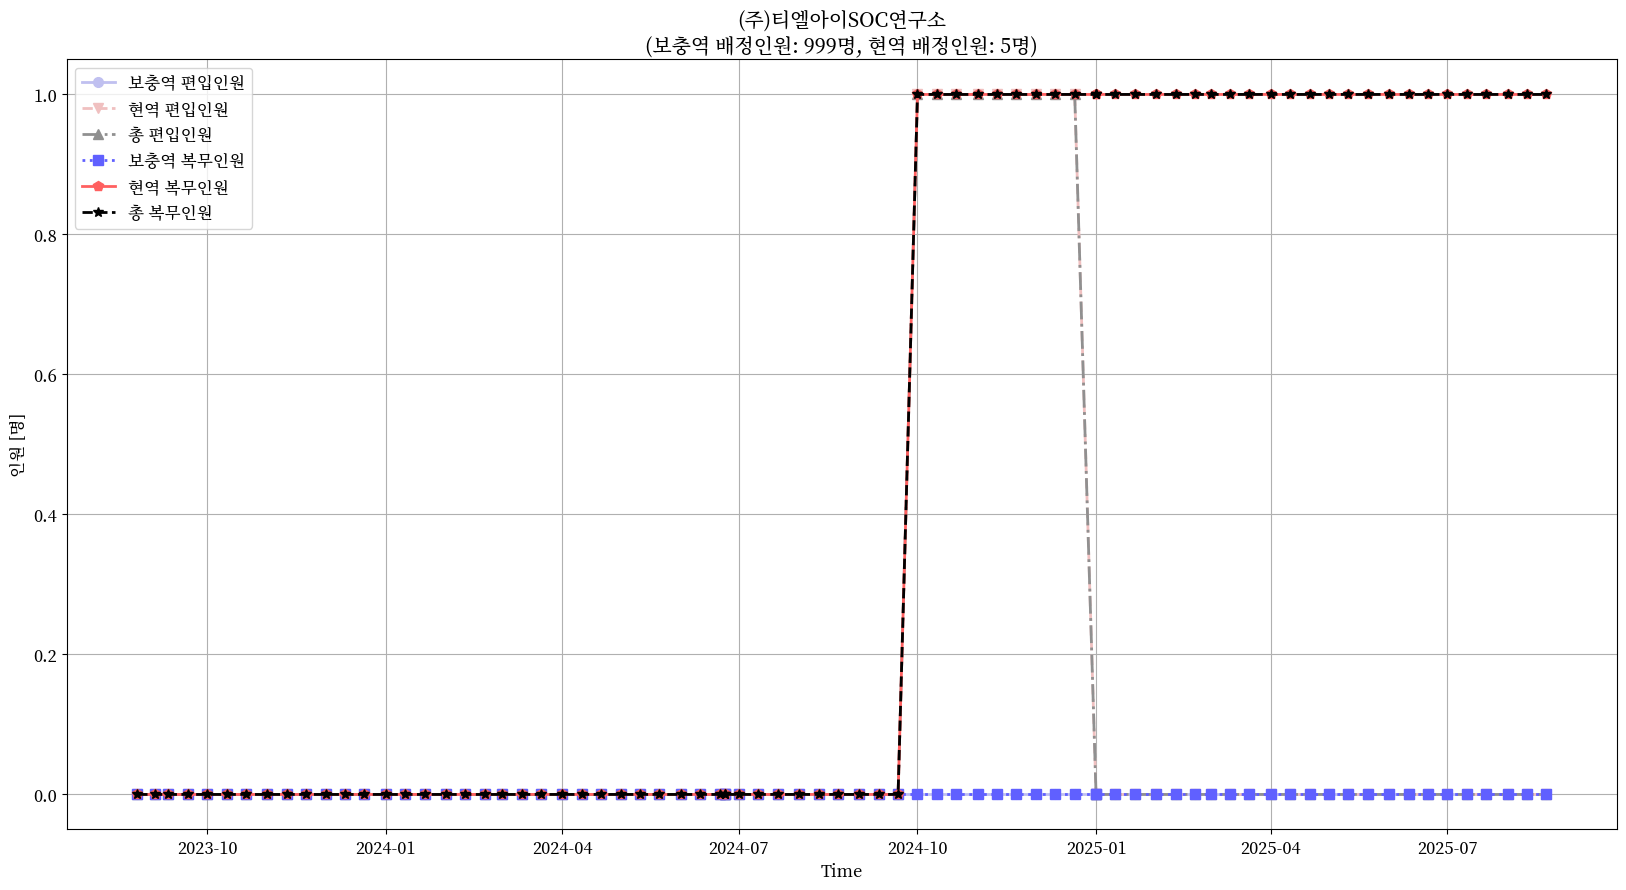 (주)티엘아이SOC연구소
(보충역 배정인원: 999명, 현역 배정인원: 5명)
보충역 편입인원
현역 편입인원
총 편입인원
보충역 복무인원
현역 복무인원
총 복무인원
1.0
0.8
0.6
0.4
0.2
0.0
인원 [명]
2023-10
2024-01
2024-04
2024-07
2024-10
2025-01
2025-04
2025-07
Time